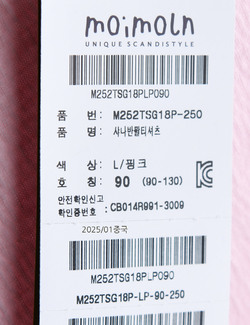 moimoln
UNIQUE SCANDISTYLE
M252TSG18PLP090
품 번: M252TSG18P-250
품 명: 사니반팔티셔츠
색 상: L/핑크
호 칭: 90 (90-130)
안전확인신고
확인증번호 : CB014R991-3009
2025/01중국
M252TSG18PLP090
M252TSG18P-LP-90-250